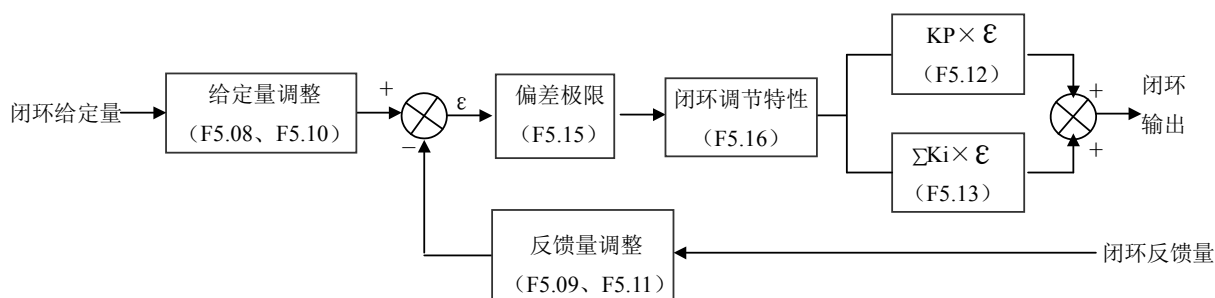 闭环给定量
给定量调整
（F5.08、F5.10）
+
−
ε
偏差极限
（F5.15）
闭环调节特性
（F5.16）
KP× ε
（F5.12）
∑Ki× ε
（F5.13）
+
+
闭环
输出
反馈量调整
（F5.09、F5.11）
闭环反馈量